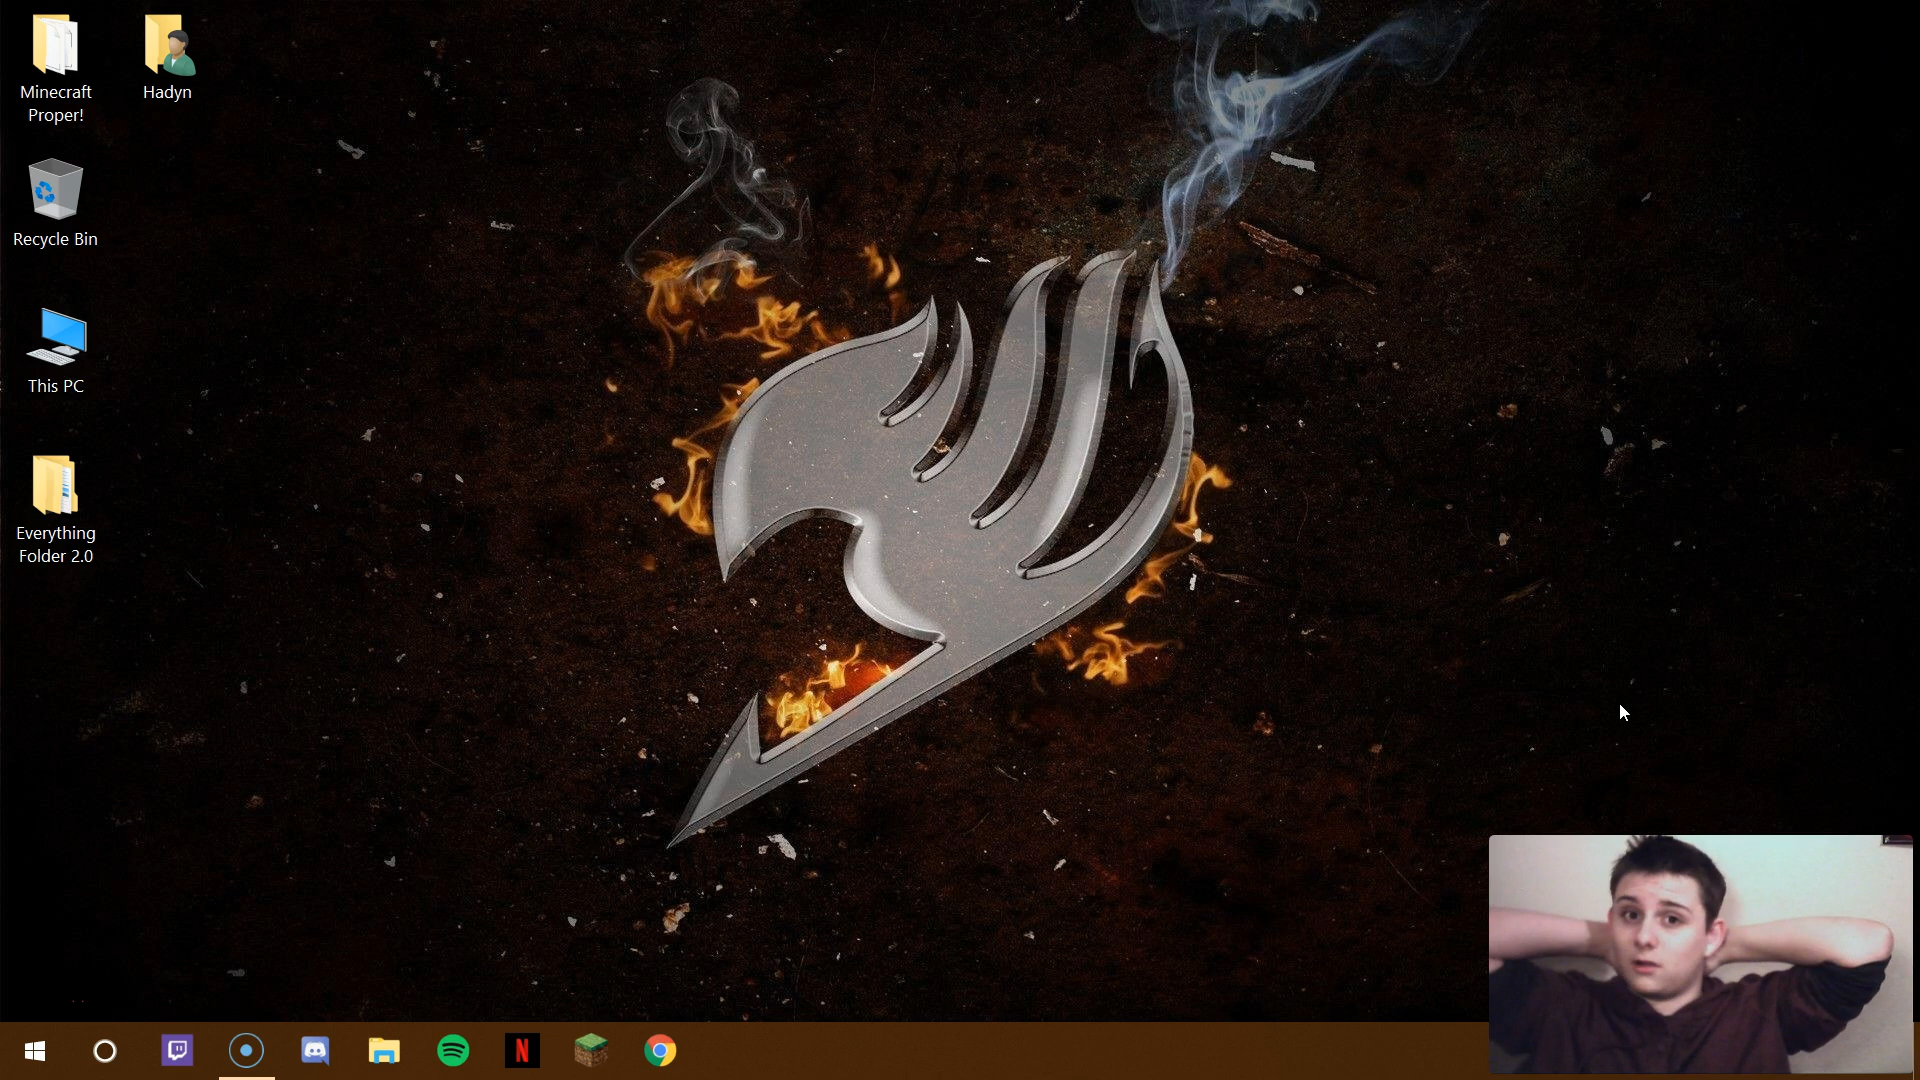 Minecraft
Proper!
Hadyn
Recycle Bin
This PC
Everything
Folder 2.0
N